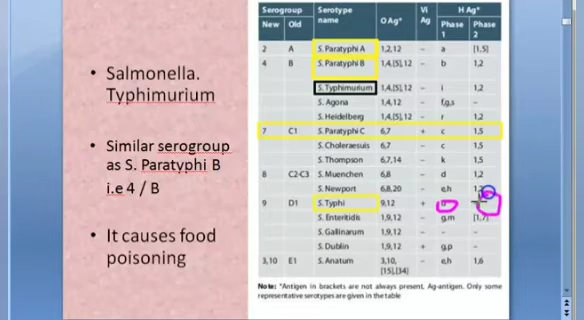 • Salmonella.
Typhimurium
• Similar serogroup
as S. Paratyphi B
i.e 4 / B
• It causes food
poisoning
Serogroup Serotype name O Ag* Vi Ag H Ag*
New Old Phase 1 Phase 2
2 A S. Paratyphi A 1,2,12 – a [1,5]
4 B S. Paratyphi B 1,4,[5],12 – b 1,2
S. Typhimurium 1,4,[5],12 – i 1,2
S. Agona 1,4,12 – f,g,s –
S. Heidelberg 1,4,[5],12 – r 1,2
7 C1 S. Paratyphi C 6,7 + c 1,5
S. Choleraesuis 6,7 – c 1,5
S. Thompson 6,7,14 – k 1,5
8 C2-C3 S. Muenchen 6,8 – d 1,2
S. Newport 6,8,20 – e,h
9 D1 S. Typhi 9,12 +
S. Enteritidis 1,9,12 – g,m [1,7]
S. Gallinarum 1,9,12 – – –
S. Dublin 1,9,12 + g,p –
3,10 E1 S. Anatum 3,10, – e,h 1,6
[15],[34]
Note: *Antigen in brackets are not always present, Ag-antigen. Only some
representative serotypes are given in the table